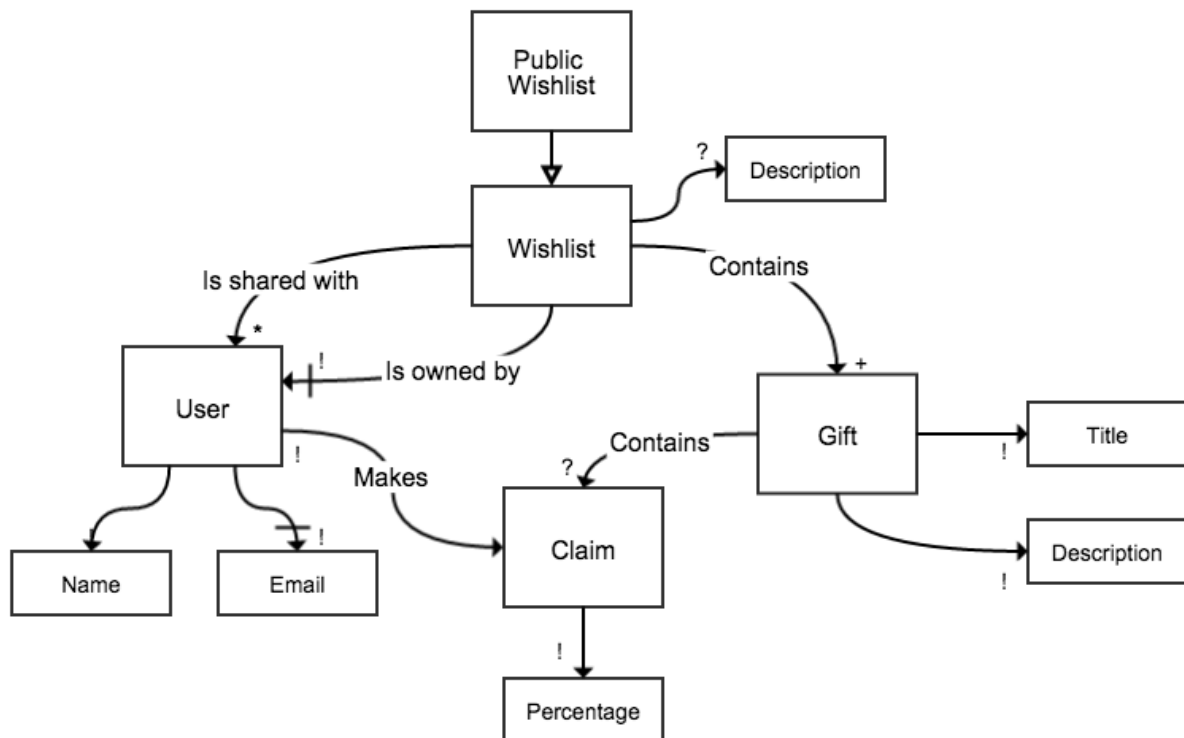 Public
Wishlist
?
Description
Wishlist
Contains
Is shared with
*
!
Is owned by
+
User
!
Gift
Title
!
Contains
Makes
?
!
!
Claim
Description
!
Name
Email
!
Percentage